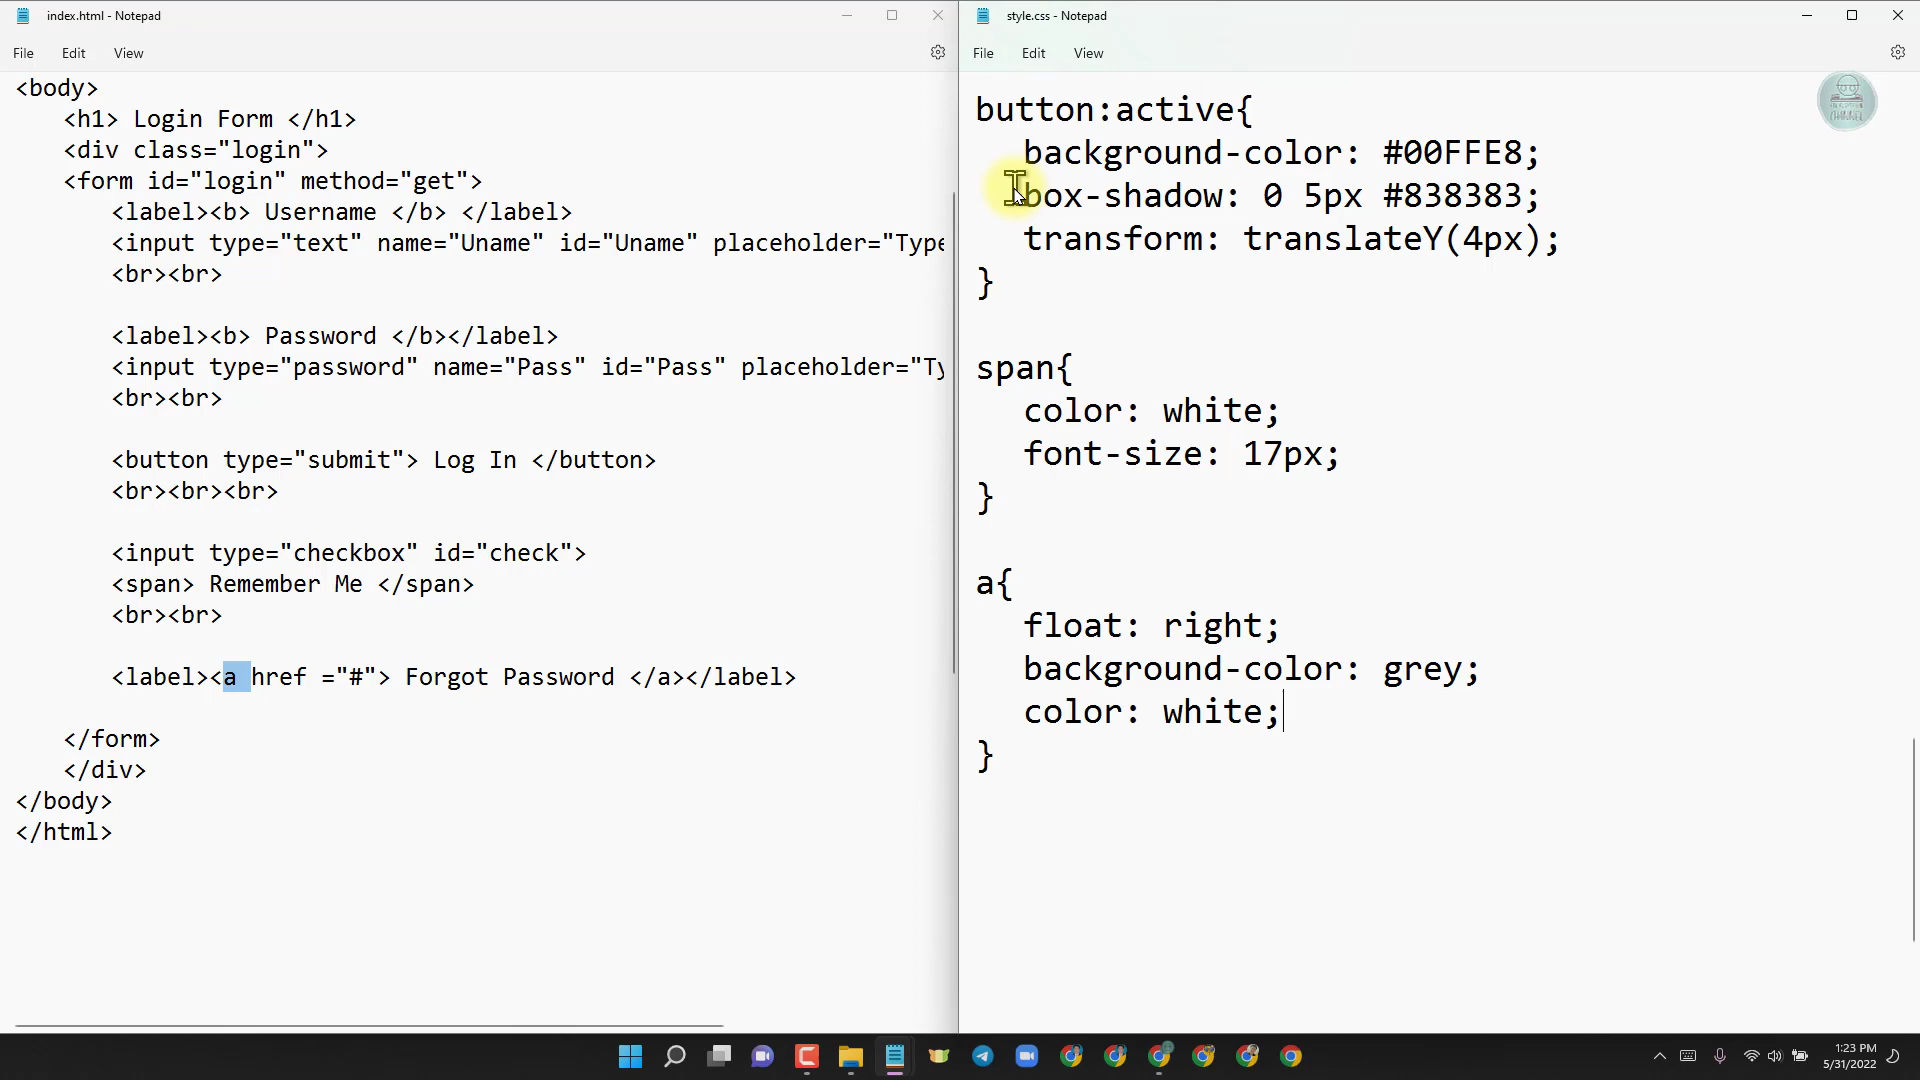 index.html - Notepad
File Edit View
<body>
<h1> Login Form </h1>
<div class="login">
<form id="login" method="get">
<label><b> Username </b> </label>
<input type="text" name="Uname" id="Uname" placeholder="Type
<br><br>
<label><b> Password </b></label>
<input type="password" name="Pass" id="Pass" placeholder="Ty
<br><br>
<button type="submit"> Log In </button>
<br><br><br>
<input type="checkbox" id="check">
<span> Remember Me </span>
<br><br>
<label><a href ="#"> Forgot Password </a></label>
</form>
</div>
</body>
</html>
style.css - Notepad
File Edit View
button:active{
background-color: #00FFE8;
box-shadow: 0 5px #838383;
transform: translateY(4px);
}
span{
color: white;
font-size: 17px;
}
a{
float: right;
background-color: grey;
color: white;
}
1:23 PM
5/31/2022